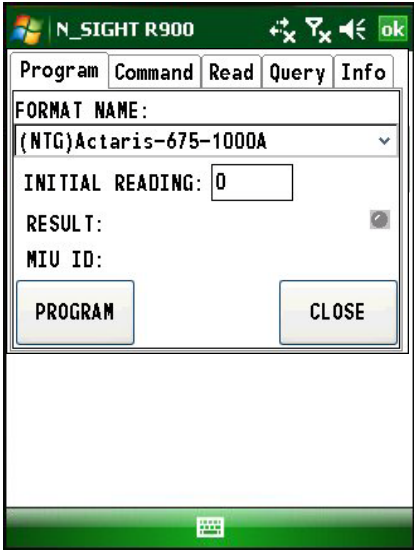 N_SIGHT R900 ok
Program Command Read Query Info
FORMAT NAME:
(NTG)Actaris-675-1000A
INITIAL READING: 0
RESULT:
MIU ID:
PROGRAM CLOSE